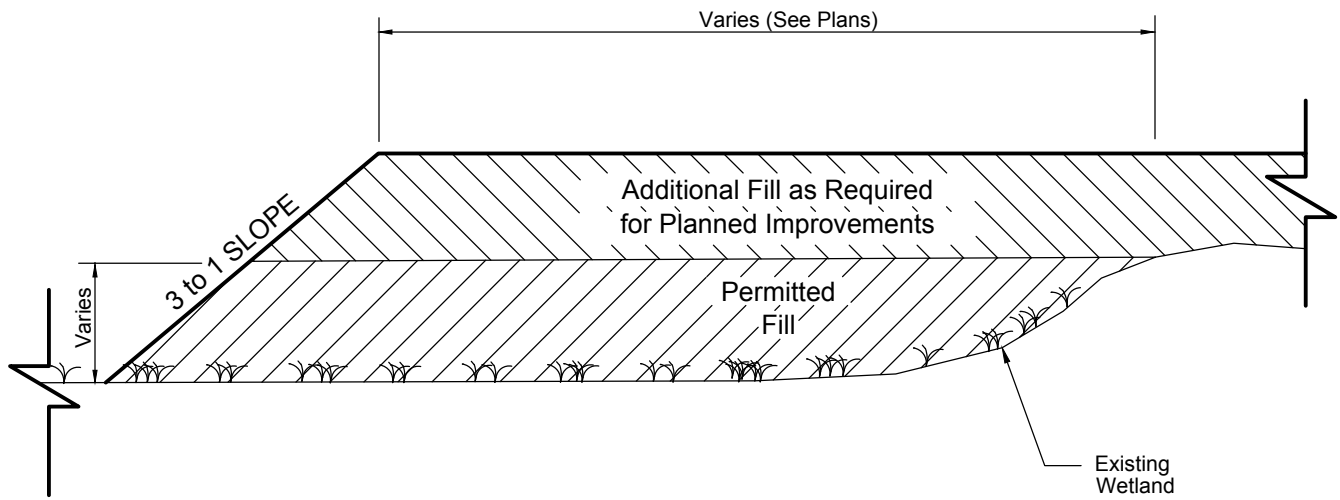 Varies (See Plans)
3 to 1 SLOPE
Additional Fill as Required
for Planned Improvements
Varies
Permitted
Fill
Existing
Wetland